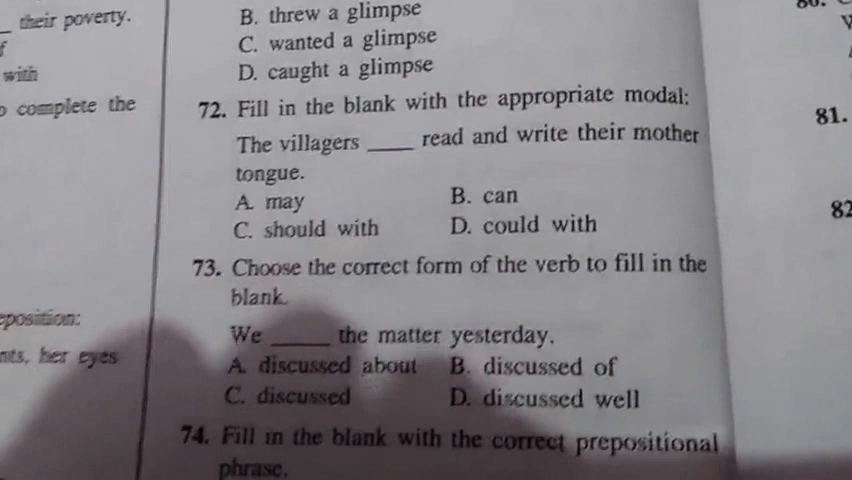 their poverty.
with
complete the
eposition:
nts, her eyes
B. threw a glimpse
C. wanted a glimpse
D. caught a glimpse
72. Fill in the blank with the appropriate modal:
The villagers ____ read and write their mother
tongue.
A. may B. can
C. should with D. could with
73. Choose the correct form of the verb to fill in the
blank.
We ____ the matter yesterday.
A. discussed about B. discussed of
C. discussed D. discussed well
74. Fill in the blank with the correct prepositional
phrase.
81.
82